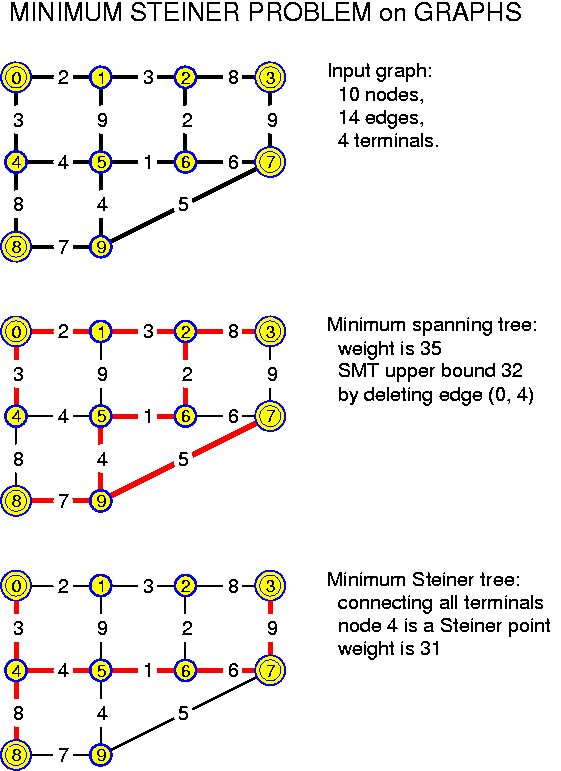 MINIMUM STEINER PROBLEM on GRAPHS
0 2 1 3 2 8 3
3 9 2 9
4 4 5 1 6 6 7
8 4 5
8 7 9
Input graph:
10 nodes,
14 edges,
4 terminals.
0 2 1 3 2 8 3
3 9 2 9
4 4 5 1 6 6 7
8 4 5
8 7 9
Minimum spanning tree:
weight is 35
SMT upper bound 32
by deleting edge (0, 4)
0 2 1 3 2 8 3
3 9 2 9
4 4 5 1 6 6 7
8 4 5
8 7 9
Minimum Steiner tree:
connecting all terminals
node 4 is a Steiner point
weight is 31